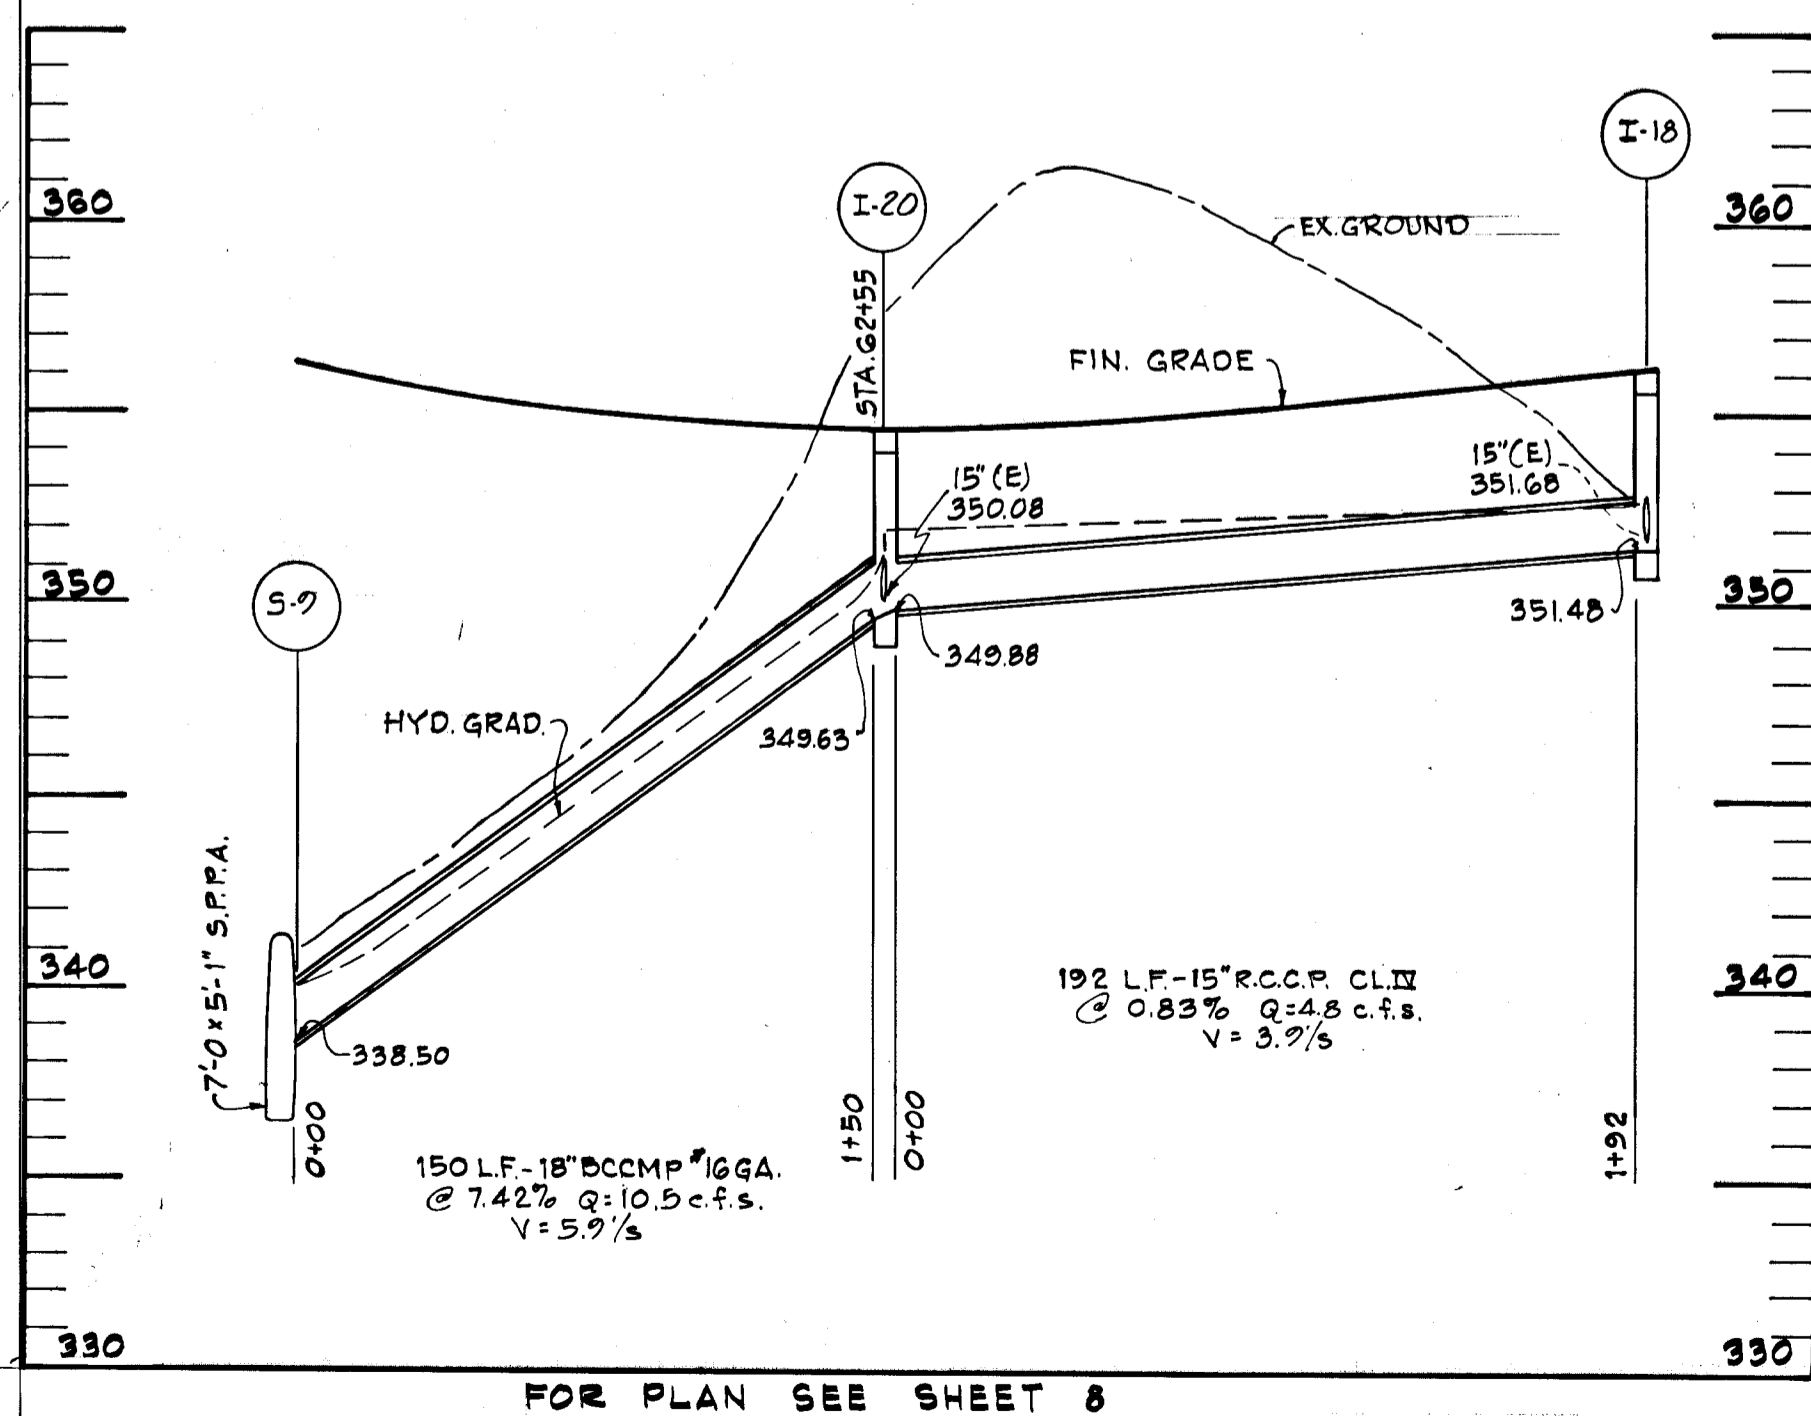 I-18
I-20
360
360
EX.GROUND
STA. 62+55
FIN. GRADE
15"(E)
351.68
15"(E)
350.08
350
350
S-9
351.48
349.88
HYD. GRAD.
349.63
7'-0 x 5'-1" S.P.P.A.
340
340
192 L.F.-15" R.C.C.P. CL.IV
@ 0.83% Q=4.8 c.f.s.
V = 3.9'/s
338.50
0+00
1+50
0+00
1+92
150 L.F.-18" BCCMP #16GA.
@ 7.42% Q=10.5 c.f.s.
V = 5.9'/s
330
330
FOR PLAN SEE SHEET 8